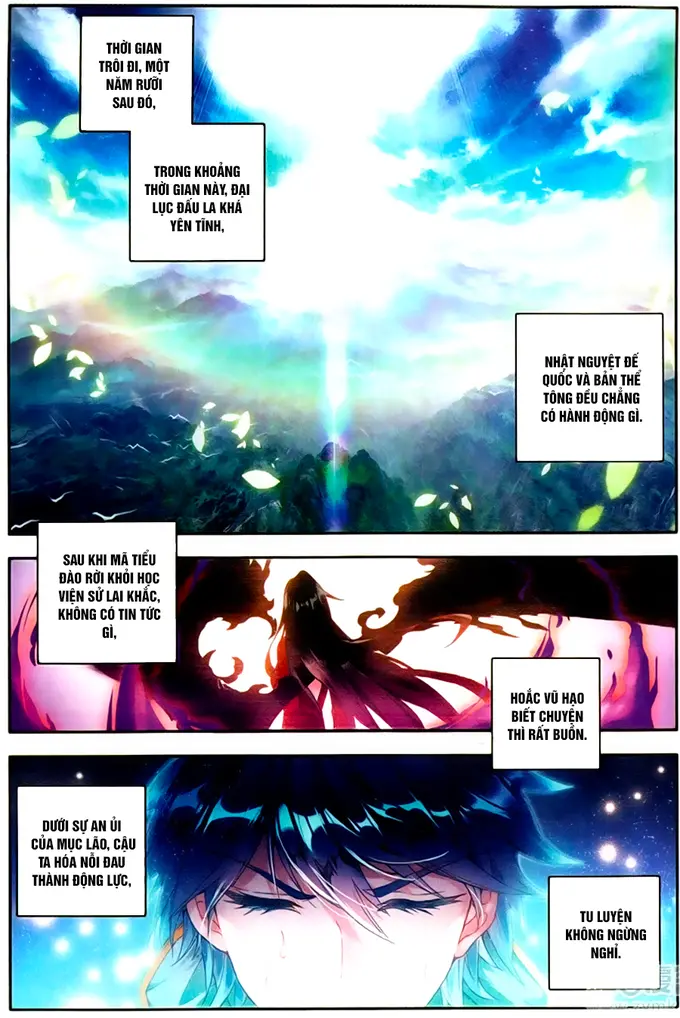 THỜI GIAN
TRÔI ĐI, MỘT
NĂM RƯỠI
SAU ĐÓ,
TRONG KHOẢNG
THỜI GIAN NÀY, ĐẠI
LỤC ĐẤU LA KHÁ
YÊN TĨNH,
NHẬT NGUYỆT ĐẾ
QUỐC VÀ BẢN THỂ
TÔNG ĐỀU CHẲNG
CÓ HÀNH ĐỘNG GÌ.
SAU KHI MÃ TIỂU
ĐÀO RỜI KHỎI HỌC
VIỆN SỬ LAI KHẮC,
KHÔNG CÓ TIN TỨC
GÌ,
HOẮC VŨ HẠO
BIẾT CHUYỆN
THÌ RẤT BUỒN.
DƯỚI SỰ AN ỦI
CỦA MỤC LÃO, CẬU
TA HÓA NỖI ĐAU
THÀNH ĐỘNG LỰC,
TU LUYỆN
KHÔNG NGỪNG
NGHỈ.